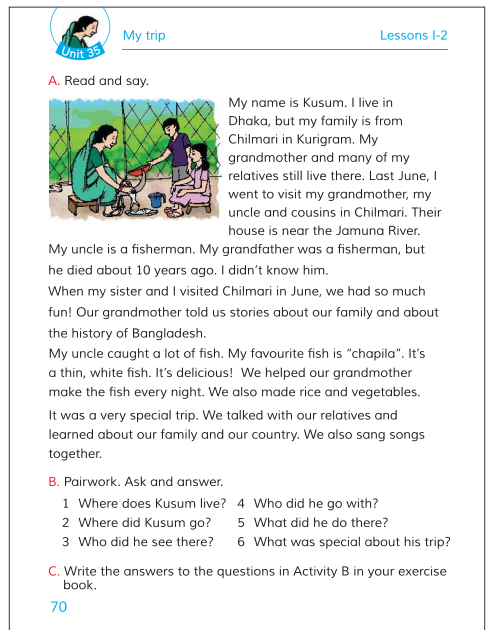 Unit 35
My trip
Lessons 1-2
A. Read and say.
My name is Kusum. I live in
Dhaka, but my family is from
Chilmari in Kurigram. My
grandmother and many of my
relatives still live there. Last June, I
went to visit my grandmother, my
uncle and cousins in Chilmari. Their
house is near the Jamuna River.
My uncle is a fisherman. My grandfather was a fisherman, but
he died about 10 years ago. I didn't know him.
When my sister and I visited Chilmari in June, we had so much
fun! Our grandmother told us stories about our family and about
the history of Bangladesh.
My uncle caught a lot of fish. My favourite fish is “chapila”. It's
a thin, white fish. It's delicious! We helped our grandmother
make the fish every night. We also made rice and vegetables.
It was a very special trip. We talked with our relatives and
learned about our family and our country. We also sang songs
together.
B. Pairwork. Ask and answer.
1 Where does Kusum live? 4 Who did he go with?
2 Where did Kusum go? 5 What did he do there?
3 Who did he see there? 6 What was special about his trip?
C. Write the answers to the questions in Activity B in your exercise
book.
70